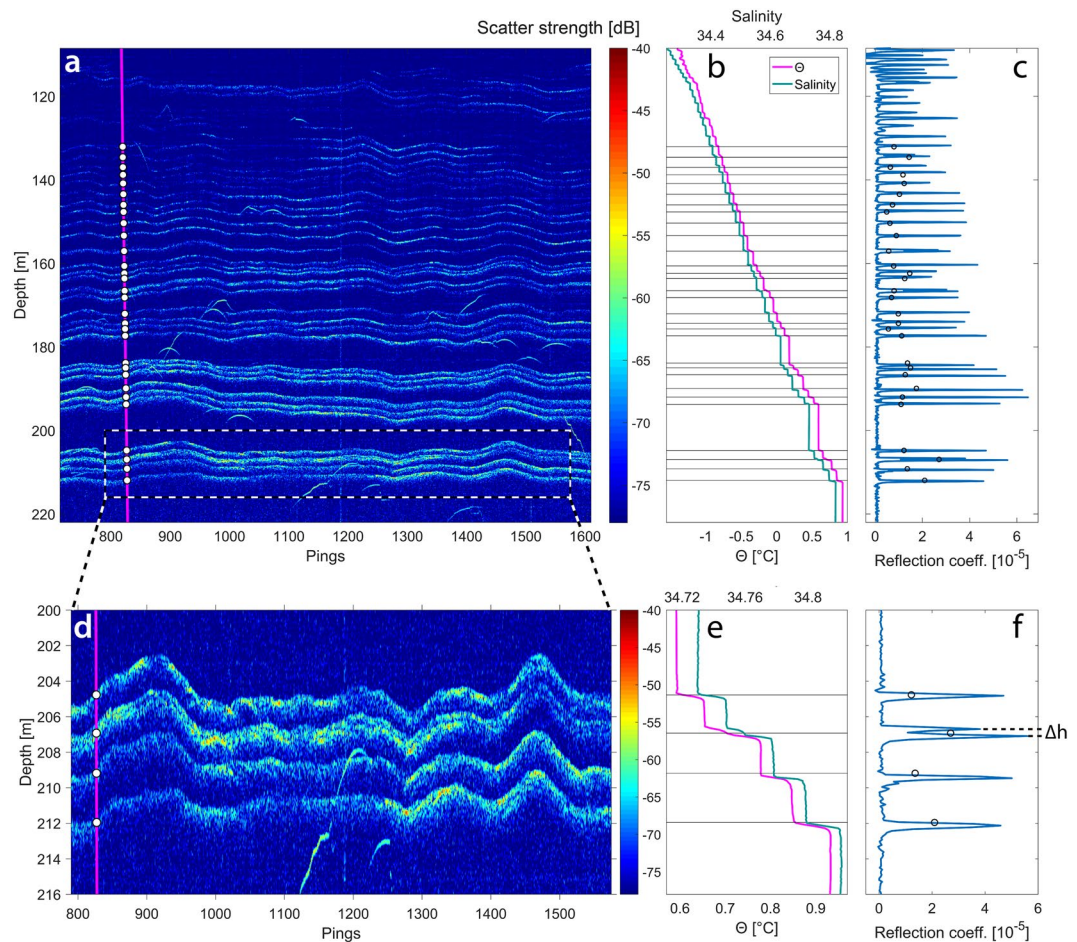 Scatter strength [dB]
Salinity
34.4 34.6 34.8
a
b
c
Θ
Salinity
-40
-45
-50
-55
-60
-65
-70
-75
120
140
160
180
200
220
Depth [m]
800 900 1000 1100 1200 1300 1400 1500 1600
Pings
-1 -0.5 0 0.5 1
Θ [°C]
0 2 4 6
Reflection coeff. [10-5]
34.72 34.76 34.8
d
e
f
-40
-45
-50
-55
-60
-65
-70
-75
200
202
204
206
207
208
210
212
214
216
Depth [m]
Δh
800 900 1000 1100 1200 1300 1400 1500
Pings
0.6 0.7 0.8 0.9
Θ [°C]
0 2 4 6
Reflection coeff. [10-5]